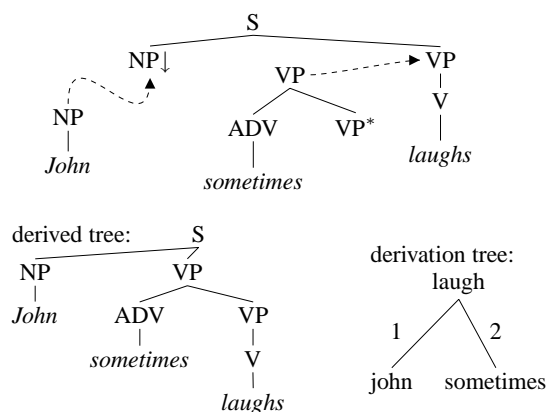 S
NP↓ VP VP
NP ADV VP* V
John sometimes laughs
derived tree: S
NP VP
John ADV VP
sometimes V
laughs
derivation tree:
laugh
1 2
john sometimes